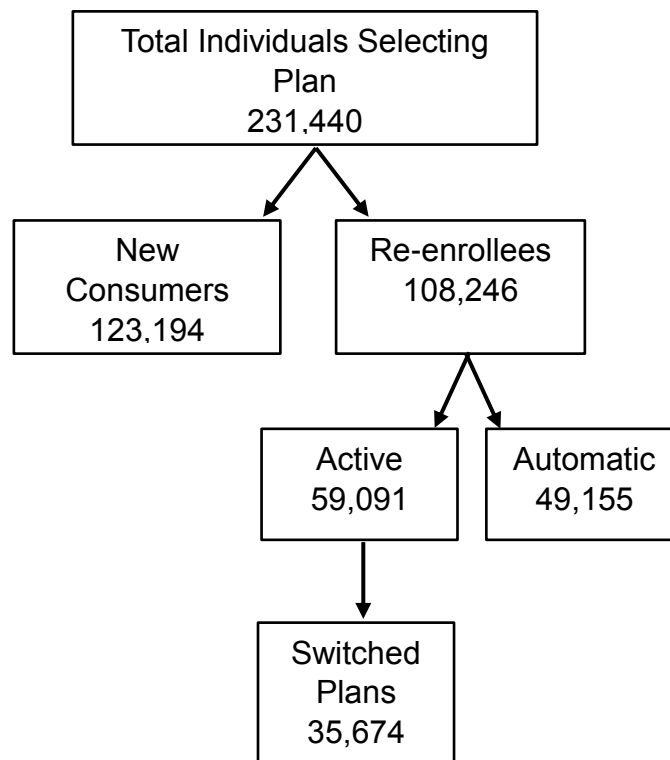 Total Individuals Selecting
Plan
231,440
New
Consumers
123,194
Re-enrollees
108,246
Active
59,091
Automatic
49,155
Switched
Plans
35,674